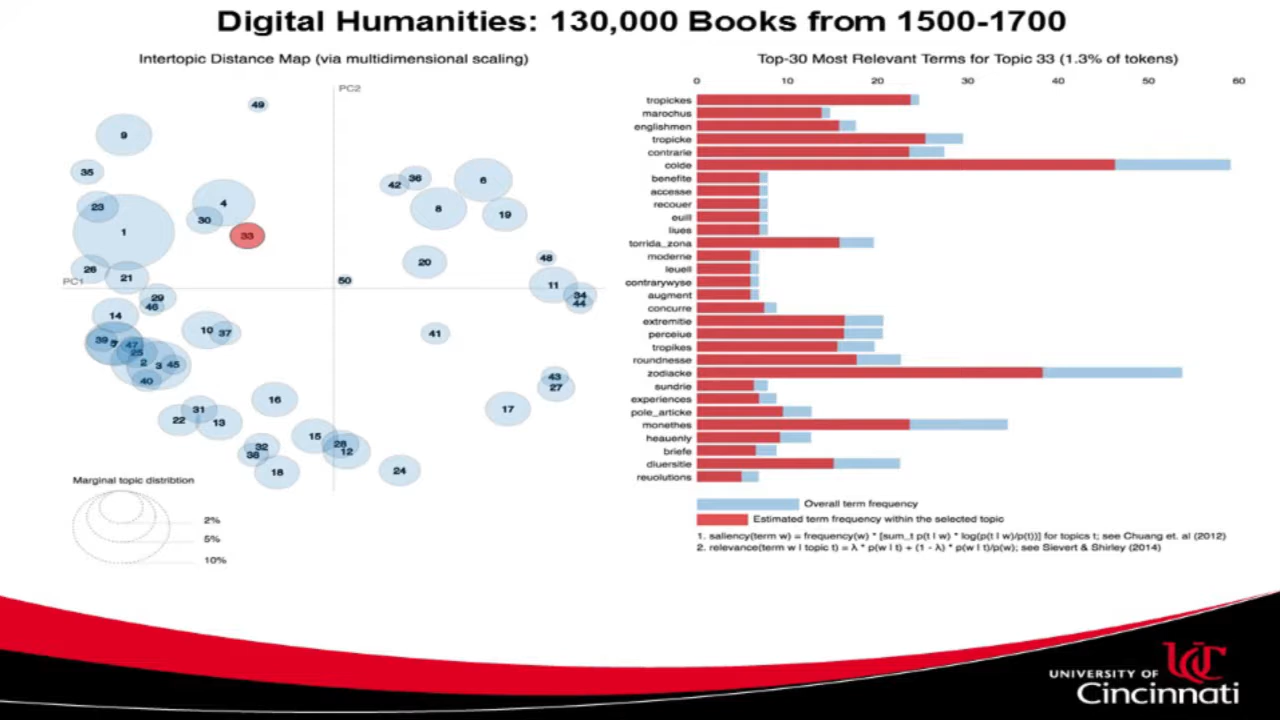 Digital Humanities: 130,000 Books from 1500-1700
Intertopic Distance Map (via multidimensional scaling)
PC2
49
9
35
36
42
6
23
4
8
30
19
1
33
20
48
26
21
50
11
PC1
29
34
46
44
14
10
37
41
39
5
47
25
2
3
45
43
40
27
16
31
17
22
13
15
28
32
12
38
18
24
Marginal topic distribtion
2%
5%
10%
Top-30 Most Relevant Terms for Topic 33 (1.3% of tokens)
0 10 20 30 40 50 60
tropickes
marochus
englishmen
tropicke
contrarie
colde
benefite
accesse
recouer
euill
liues
torrida_zona
moderne
leuell
contrarywyse
augment
concurre
extremitie
perceiue
tropikes
roundnesse
zodiacke
sundrie
experiences
pole_articke
monethes
heauenly
briefe
diuersitie
reuolutions
Overall term frequency
Estimated term frequency within the selected topic
1. saliency(term w) = frequency(w) * [sum_t p(t | w) * log(p(t | w)/p(t))] for topics t; see Chuang et. al (2012)
2. relevance(term w | topic t) = λ * p(w | t) + (1 - λ) * p(w | t)/p(w); see Sievert & Shirley (2014)
UNIVERSITY OF
Cincinnati